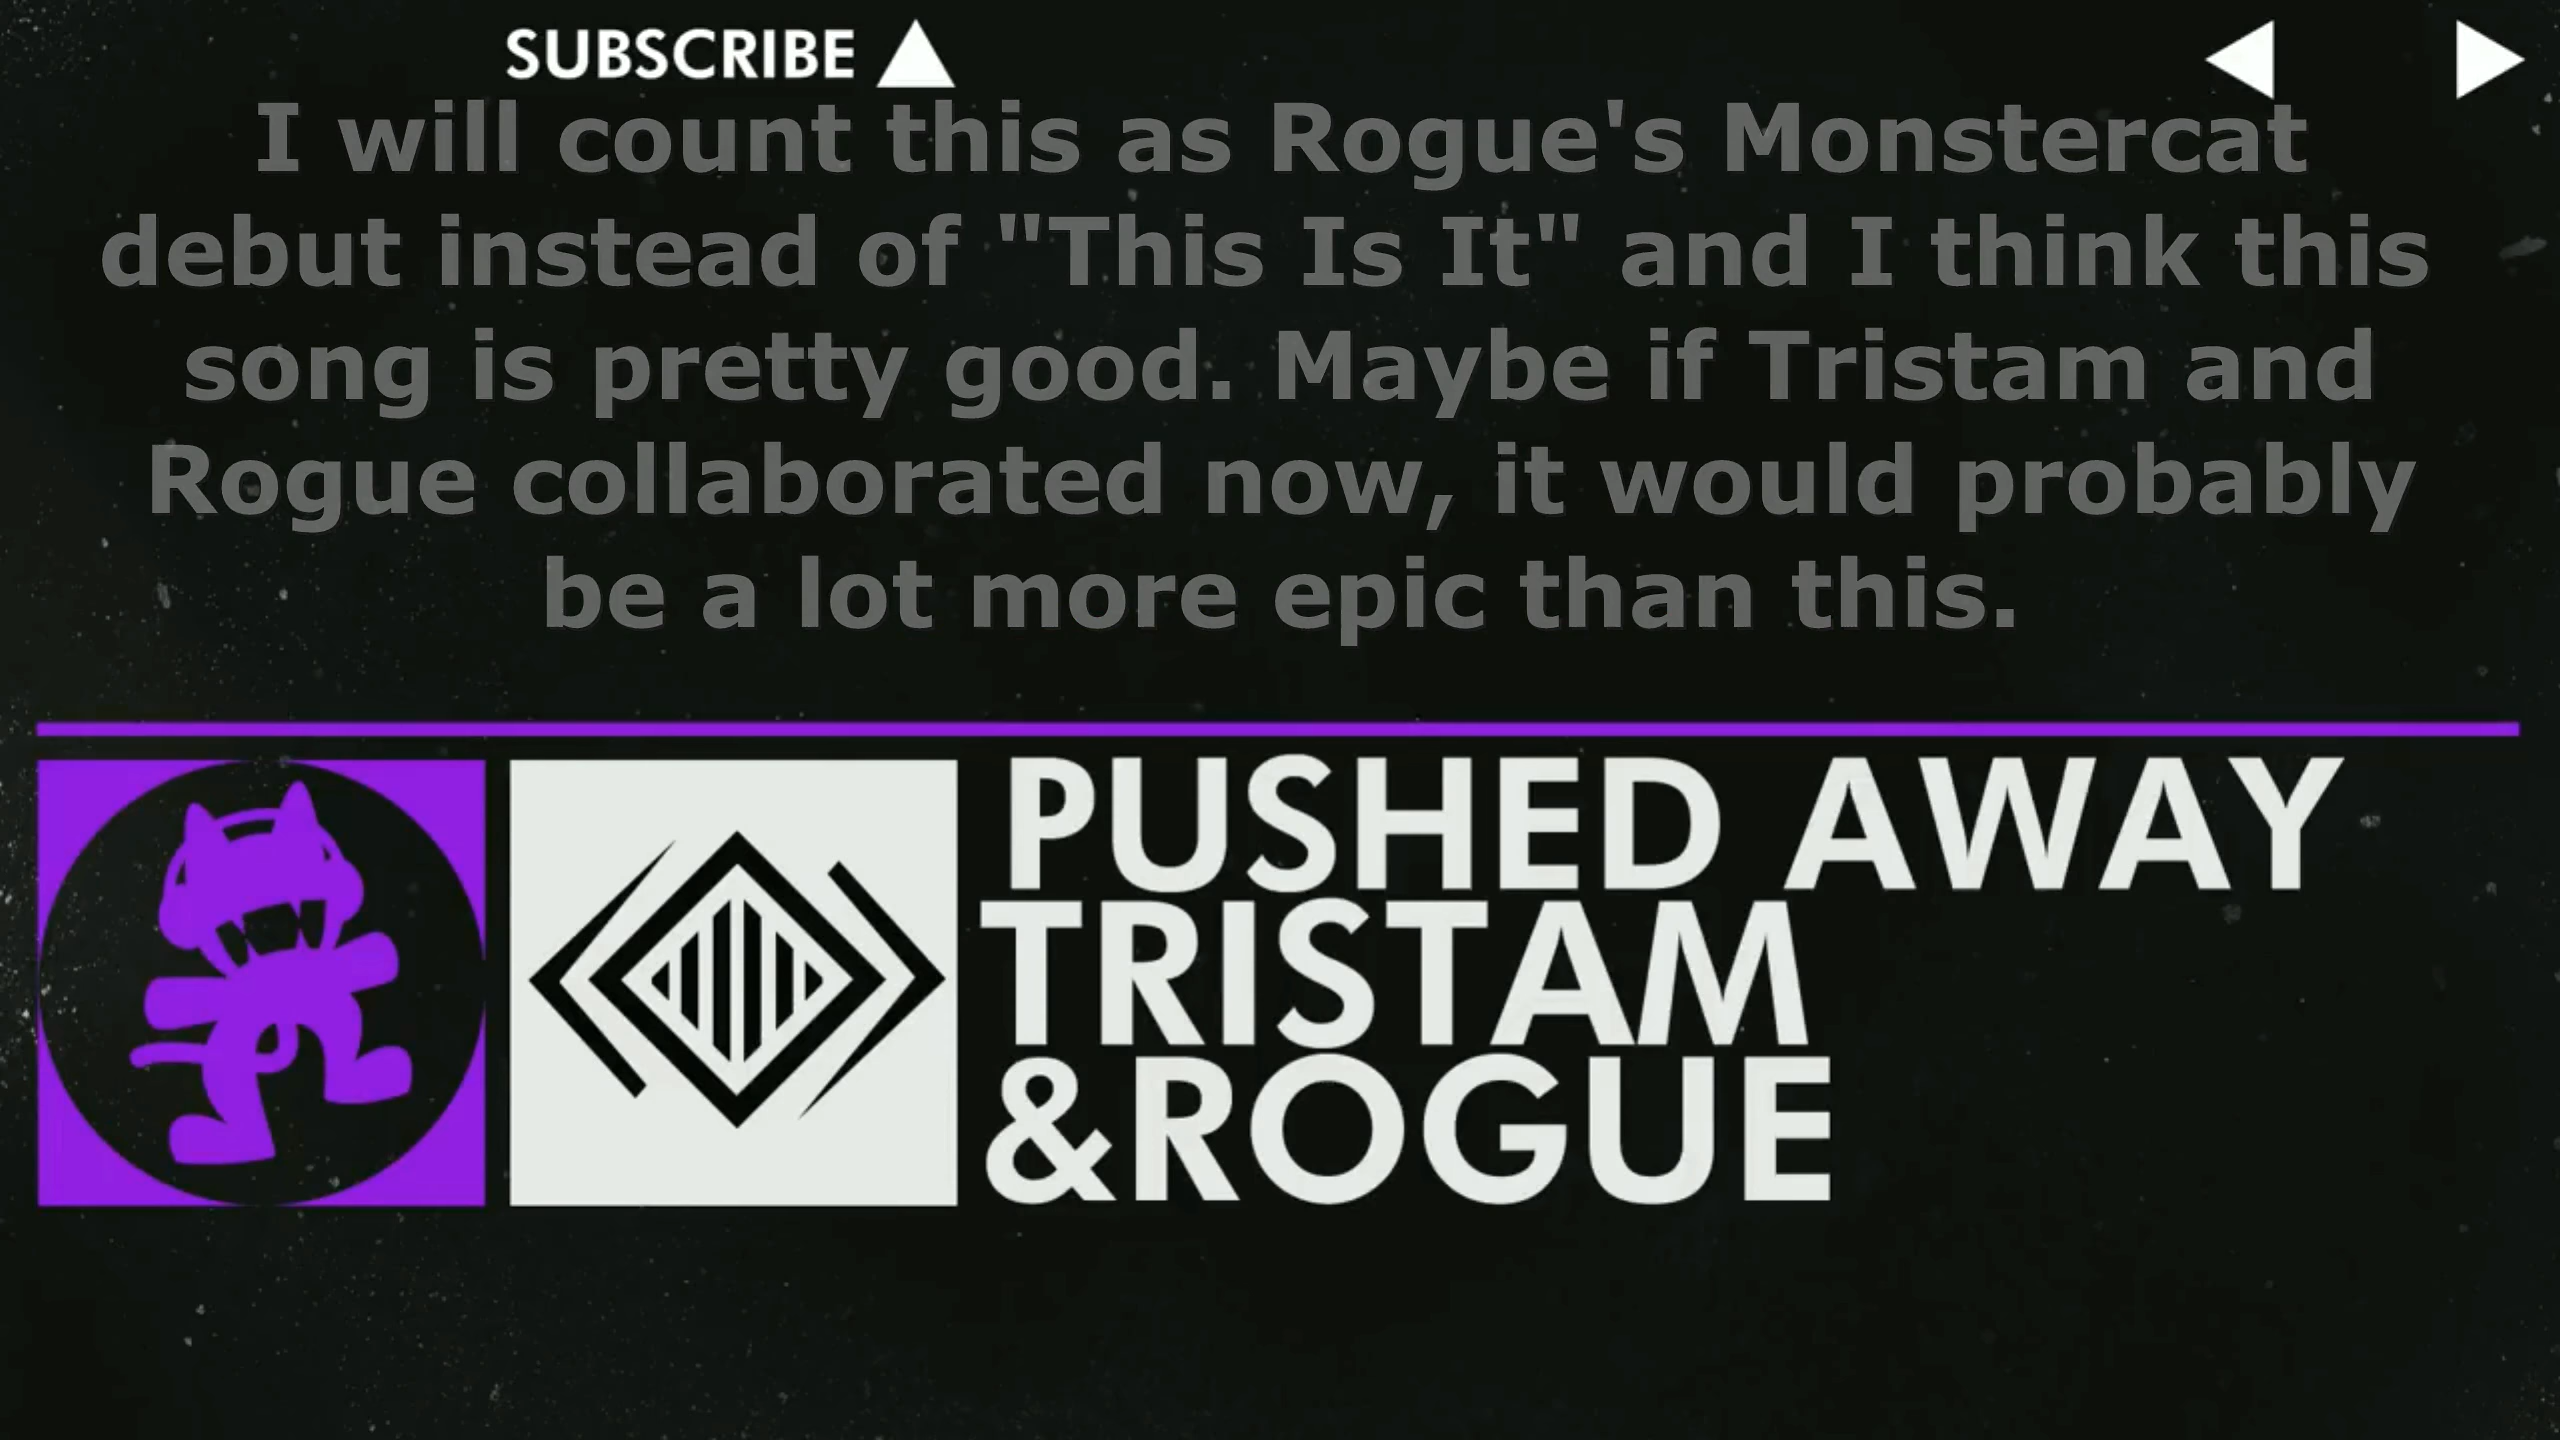 SUBSCRIBE
I will count this as Rogue's Monstercat
debut instead of "This Is It" and I think this
song is pretty good. Maybe if Tristam and
Rogue collaborated now, it would probably
be a lot more epic than this.
PUSHED AWAY
TRISTAM
&ROGUE